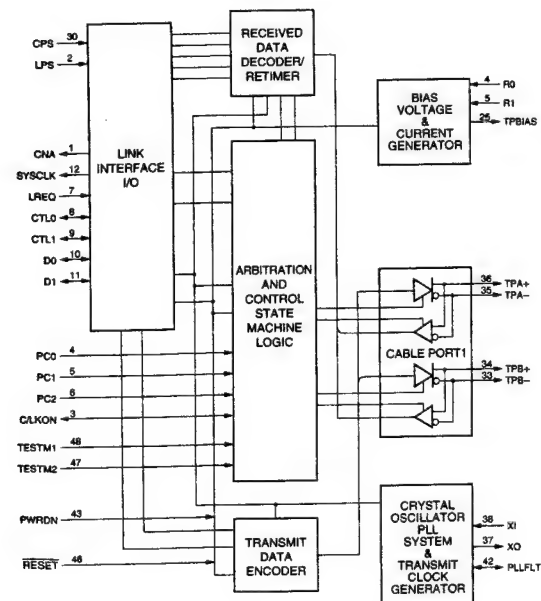 CPS 30
LPS 2
CNA 1
SYSCLK 12
LREQ 7
CTL0 8
CTL1 9
D0 10
D1 11
LINK
INTERFACE
I/O
RECEIVED
DATA
DECODER/
RETIMER
BIAS
VOLTAGE
&
CURRENT
GENERATOR
4 R0
5 R1
25 TPBIAS
ARBITRATION
AND
CONTROL
STATE
MACHINE
LOGIC
PC0 4
PC1 5
PC2 6
C/LKON 3
TESTM1 48
TESTM2 47
CABLE PORT1
36 TPA+
35 TPA–
34 TPB+
33 TPB–
PWRDN 43
RESET 46
TRANSMIT
DATA
ENCODER
CRYSTAL
OSCILLATOR
PLL
SYSTEM
&
TRANSMIT
CLOCK
GENERATOR
38 XI
37 XO
42 PLLFLT